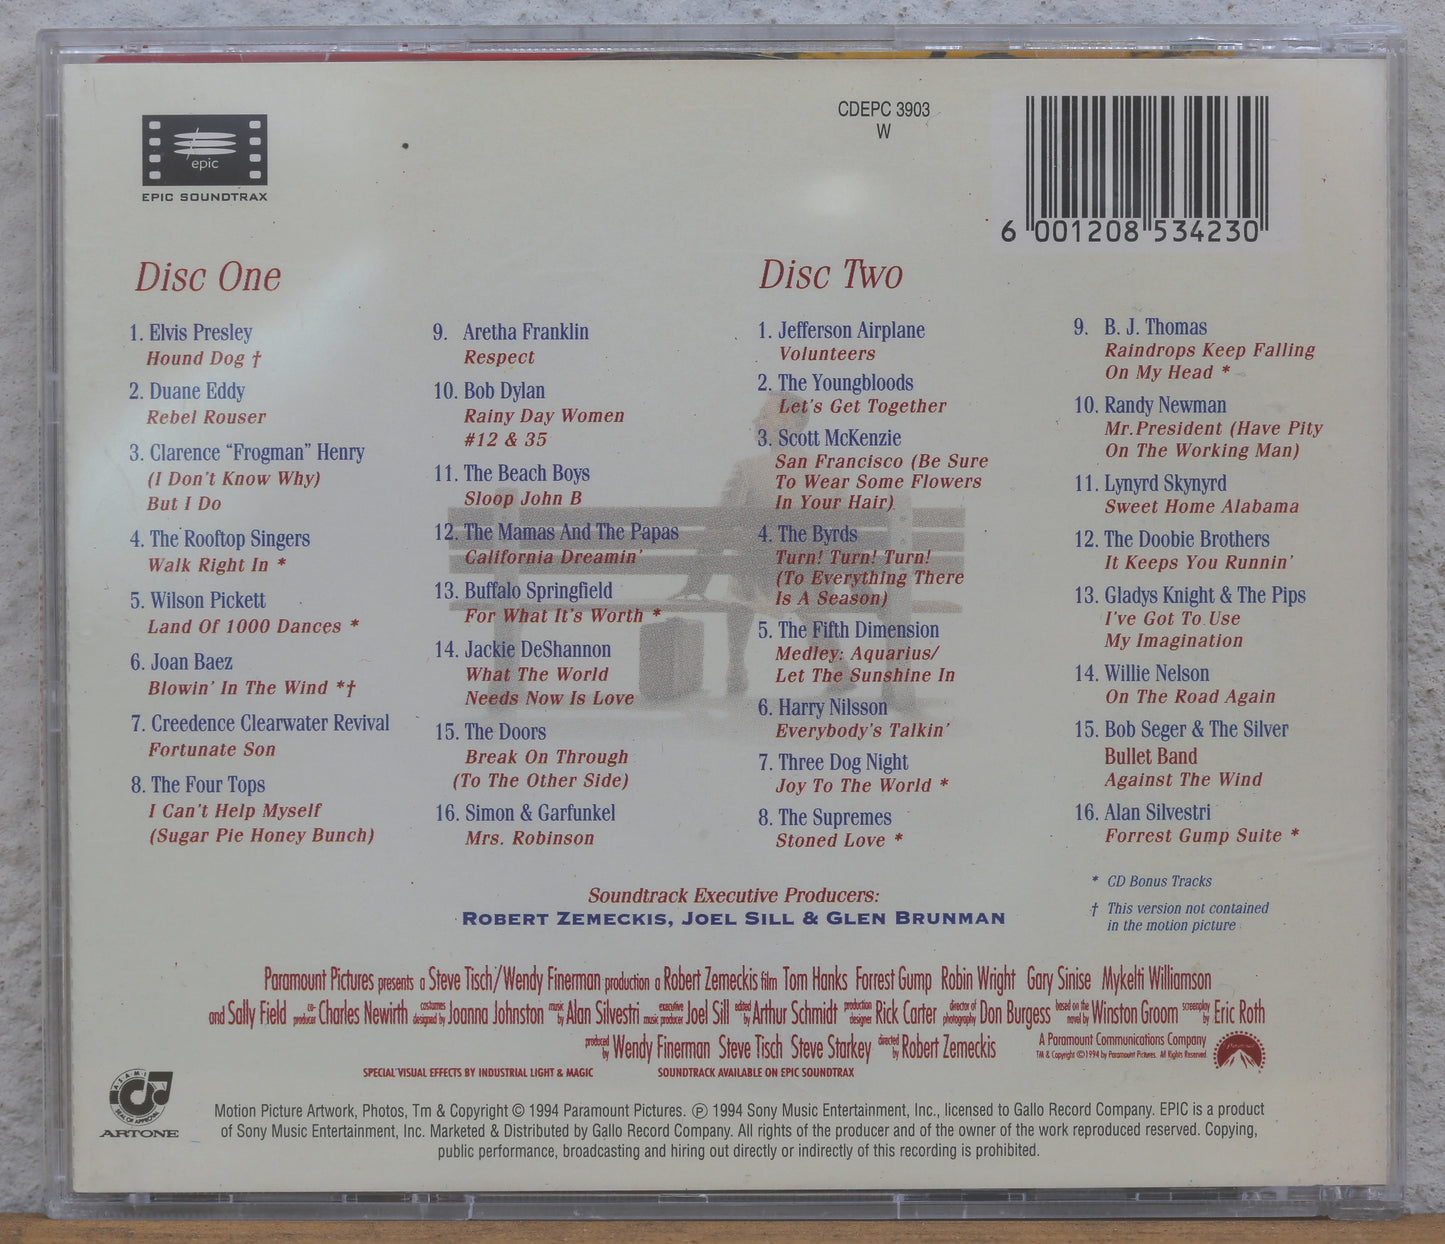 epic
EPIC SOUNDTRAX
CDEPC 3903
W
6 001208 534230
Disc One
1. Elvis Presley
Hound Dog †
2. Duane Eddy
Rebel Rouser
3. Clarence “Frogman” Henry
(I Don't Know Why)
But I Do
4. The Rooftop Singers
Walk Right In *
5. Wilson Pickett
Land Of 1000 Dances *
6. Joan Baez
Blowin' In The Wind *†
7. Creedence Clearwater Revival
Fortunate Son
8. The Four Tops
I Can't Help Myself
(Sugar Pie Honey Bunch)
9. Aretha Franklin
Respect
10. Bob Dylan
Rainy Day Women
#12 & 35
11. The Beach Boys
Sloop John B
12. The Mamas And The Papas
California Dreamin'
13. Buffalo Springfield
For What It's Worth *
14. Jackie DeShannon
What The World
Needs Now Is Love
15. The Doors
Break On Through
(To The Other Side)
16. Simon & Garfunkel
Mrs. Robinson
Disc Two
1. Jefferson Airplane
Volunteers
2. The Youngbloods
Let's Get Together
3. Scott McKenzie
San Francisco (Be Sure
To Wear Some Flowers
In Your Hair)
4. The Byrds
Turn! Turn! Turn!
(To Everything There
Is A Season)
5. The Fifth Dimension
Medley: Aquarius/
Let The Sunshine In
6. Harry Nilsson
Everybody's Talkin'
7. Three Dog Night
Joy To The World *
8. The Supremes
Stoned Love *
9. B. J. Thomas
Raindrops Keep Falling
On My Head *
10. Randy Newman
Mr.President (Have Pity
On The Working Man)
11. Lynyrd Skynyrd
Sweet Home Alabama
12. The Doobie Brothers
It Keeps You Runnin'
13. Gladys Knight & The Pips
I've Got To Use
My Imagination
14. Willie Nelson
On The Road Again
15. Bob Seger & The Silver
Bullet Band
Against The Wind
16. Alan Silvestri
Forrest Gump Suite *
* CD Bonus Tracks
† This version not contained
in the motion picture
Soundtrack Executive Producers:
ROBERT ZEMECKIS, JOEL SILL & GLEN BRUNMAN
Paramount Pictures presents a Steve Tisch/Wendy Finerman production a Robert Zemeckis film Tom Hanks Forrest Gump Robin Wright Gary Sinise Mykelti Williamson
and Sally Field co-producer Charles Newirth costumes designed by Joanna Johnston music by Alan Silvestri executive music producer Joel Sill edited by Arthur Schmidt production designer Rick Carter director of photography Don Burgess based on the novel by Winston Groom screenplay by Eric Roth
produced by Wendy Finerman Steve Tisch Steve Starkey directed by Robert Zemeckis
A Paramount Communications Company
TM & Copyright © 1994 by Paramount Pictures. All Rights Reserved.
Paramount
SPECIAL VISUAL EFFECTS BY INDUSTRIAL LIGHT & MAGIC SOUNDTRACK AVAILABLE ON EPIC SOUNDTRAX
A.S.A.M.I.
SEAL OF APPROVAL
ARTONE
Motion Picture Artwork, Photos, Tm & Copyright © 1994 Paramount Pictures. ℗ 1994 Sony Music Entertainment, Inc., licensed to Gallo Record Company. EPIC is a product
of Sony Music Entertainment, Inc. Marketed & Distributed by Gallo Record Company. All rights of the producer and of the owner of the work reproduced reserved. Copying,
public performance, broadcasting and hiring out directly or indirectly of this recording is prohibited.